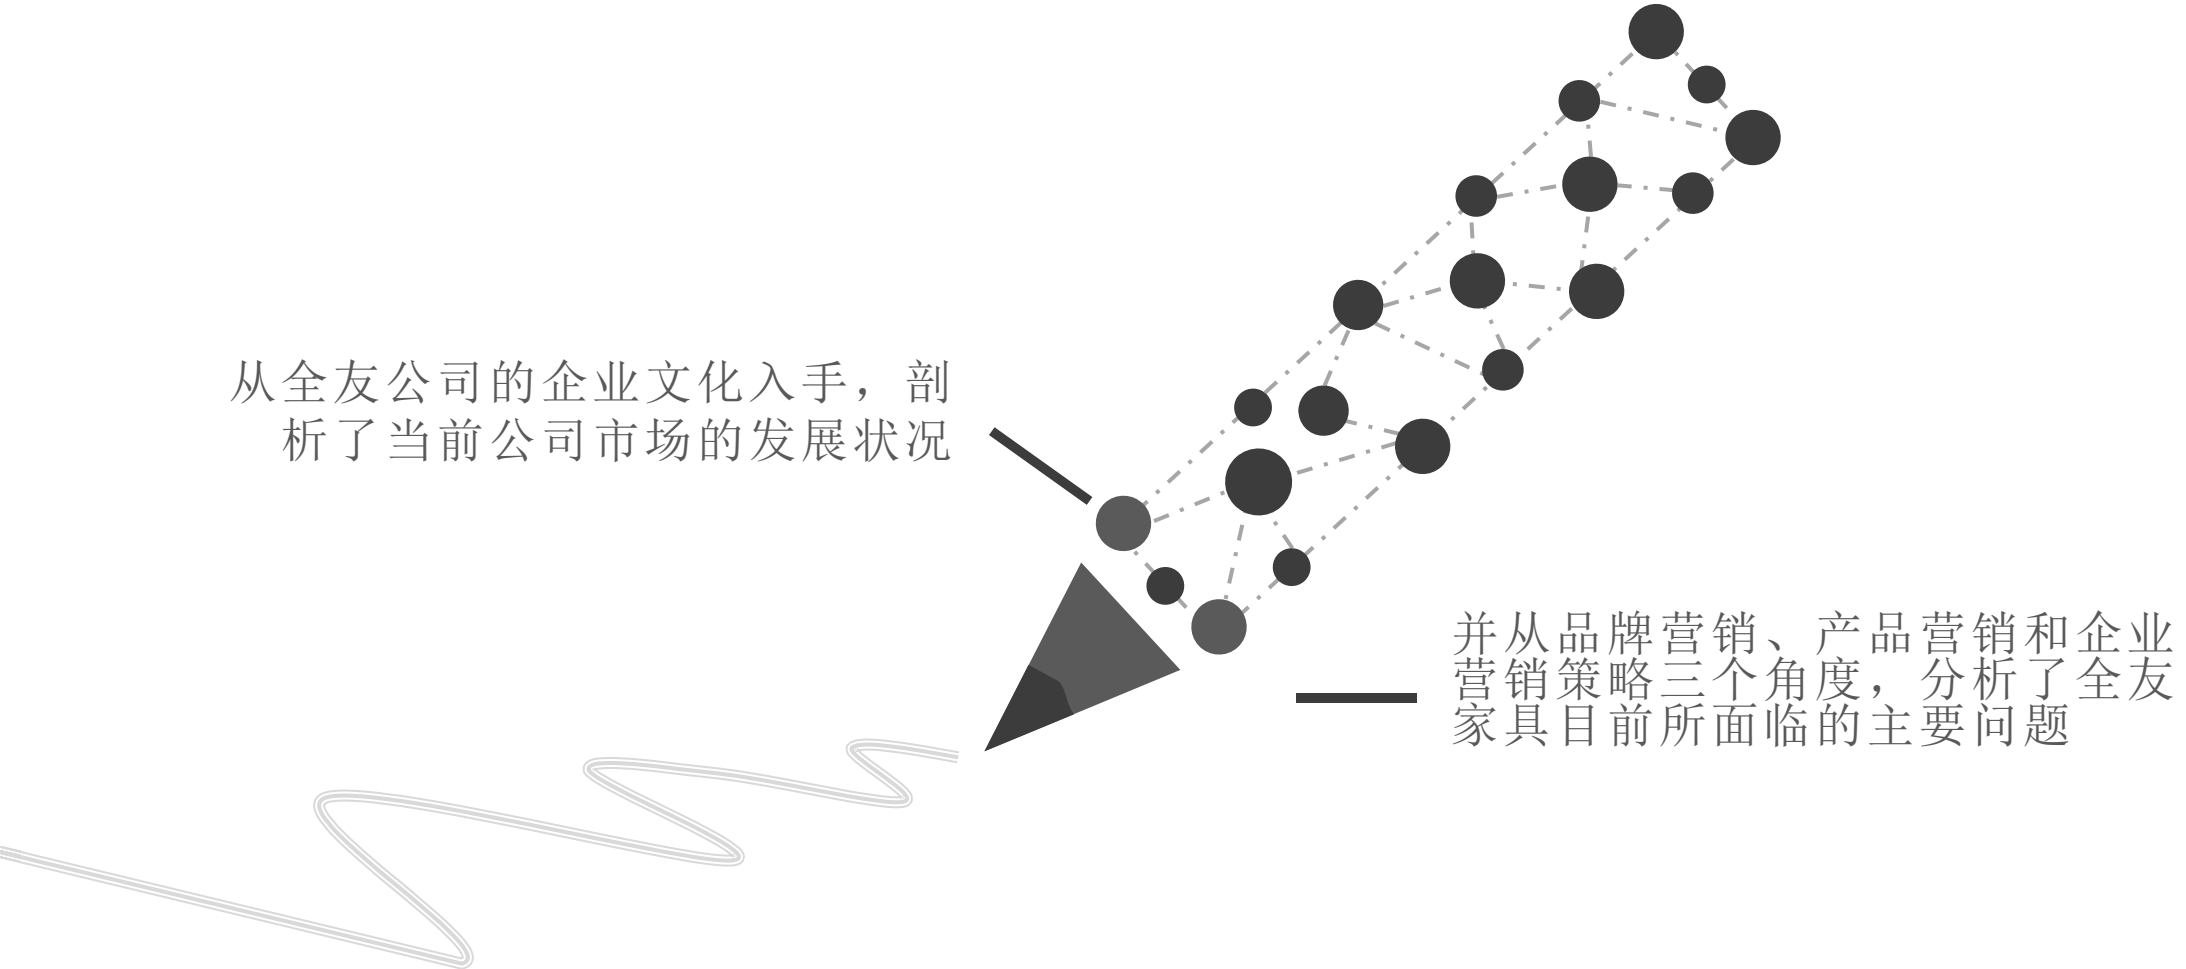 从全友公司的企业文化入手，剖
析了当前公司市场的发展状况
并从品牌营销、产品营销和企业
营销策略三个角度，分析了全友
家具目前所面临的主要问题